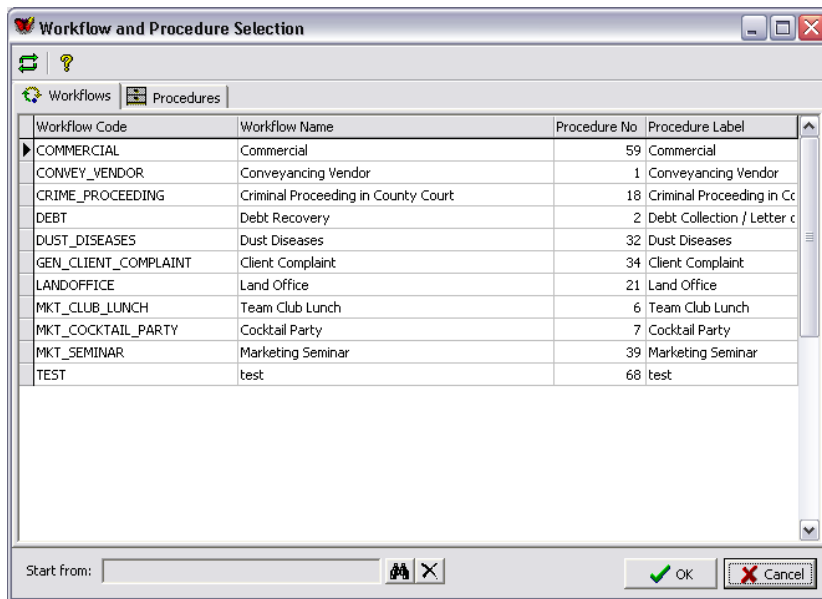 Workflow and Procedure Selection
Workflows Procedures
Workflow Code Workflow Name Procedure No Procedure Label
COMMERCIAL Commercial 59 Commercial
CONVEY_VENDOR Conveyancing Vendor 1 Conveyancing Vendor
CRIME_PROCEEDING Criminal Proceeding in County Court 18 Criminal Proceeding in Co
DEBT Debt Recovery 2 Debt Collection / Letter
DUST_DISEASES Dust Diseases 32 Dust Diseases
GEN_CLIENT_COMPLAINT Client Complaint 34 Client Complaint
LANDOFFICE Land Office 21 Land Office
MKT_CLUB_LUNCH Team Club Lunch 6 Team Club Lunch
MKT_COCKTAIL_PARTY Cocktail Party 7 Cocktail Party
MKT_SEMINAR Marketing Seminar 39 Marketing Seminar
TEST test 68 test
Start from: OK Cancel